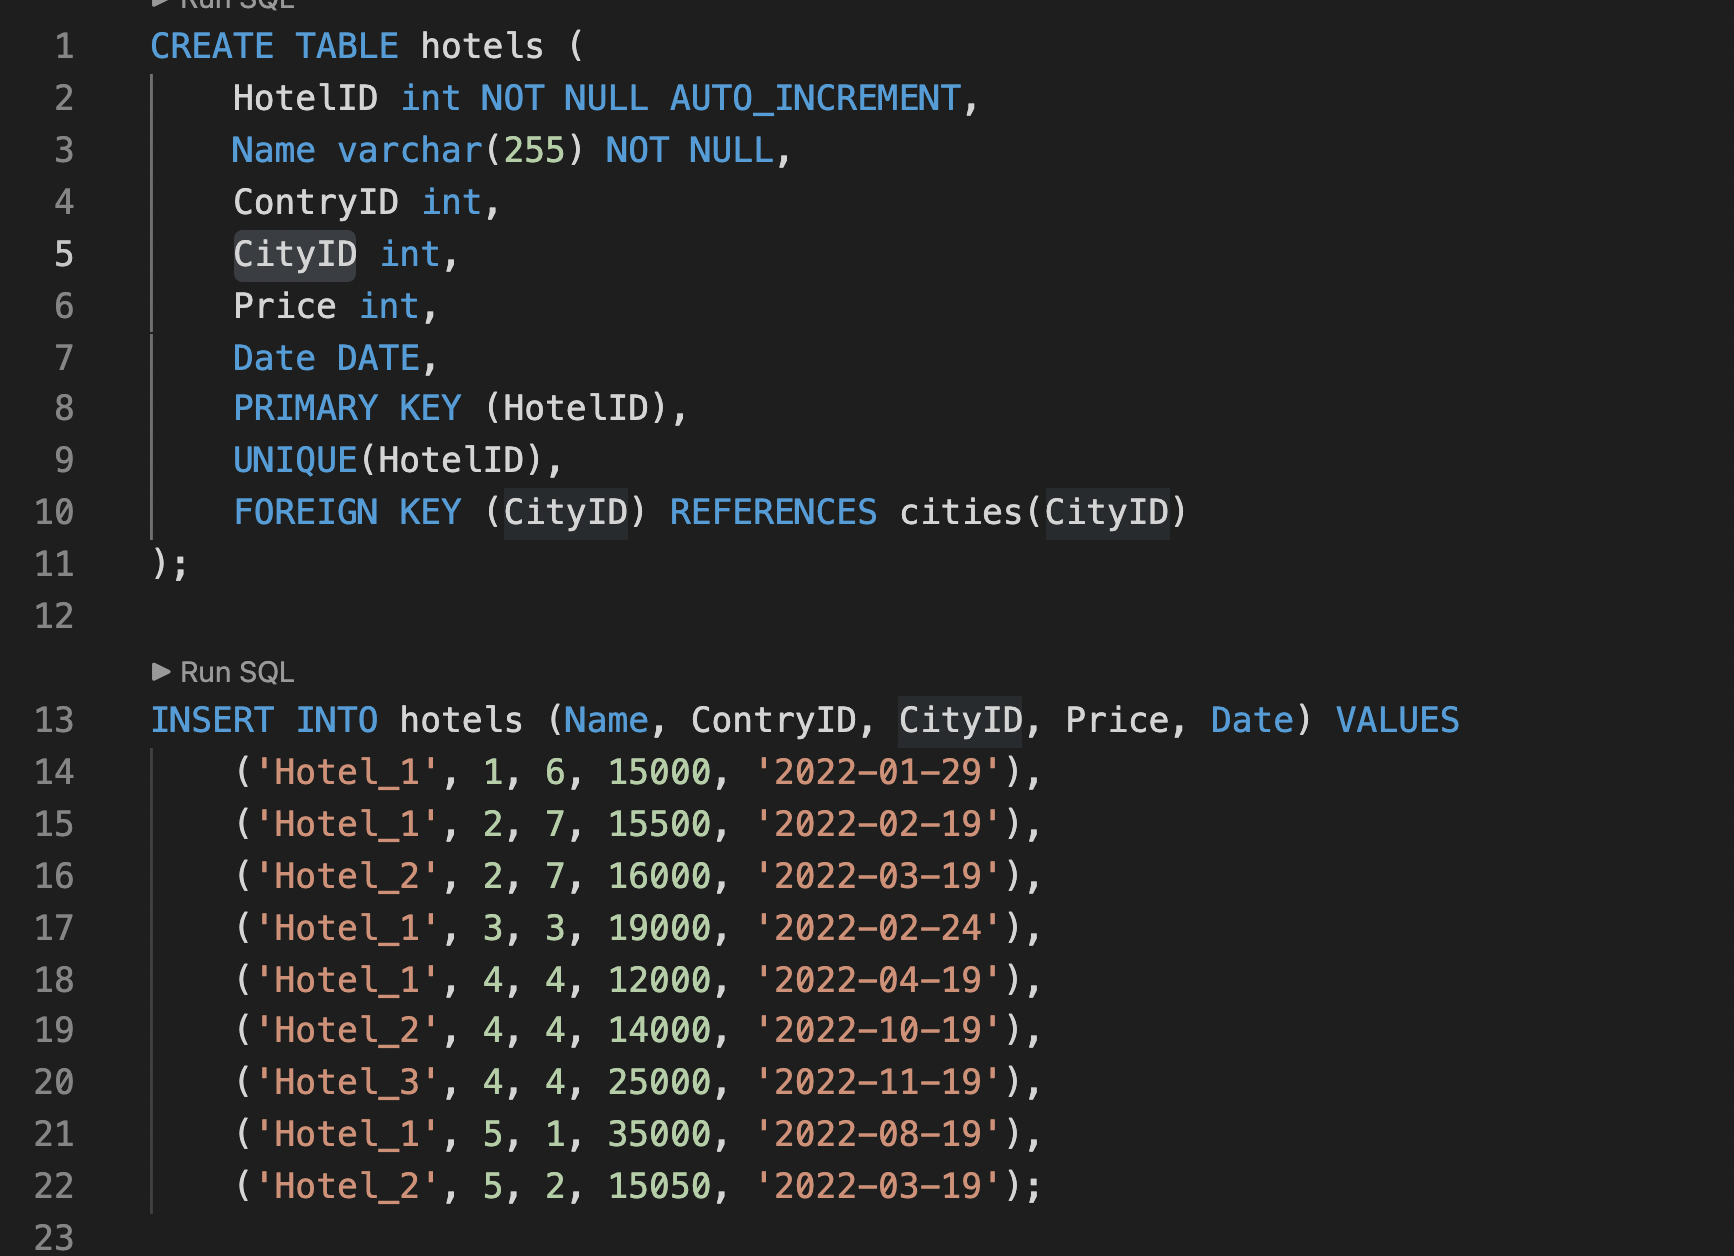 Run SQL
1 CREATE TABLE hotels (
2 HotelID int NOT NULL AUTO_INCREMENT,
3 Name varchar(255) NOT NULL,
4 ContryID int,
5 CityID int,
6 Price int,
7 Date DATE,
8 PRIMARY KEY (HotelID),
9 UNIQUE(HotelID),
10 FOREIGN KEY (CityID) REFERENCES cities(CityID)
11 );
12
Run SQL
13 INSERT INTO hotels (Name, ContryID, CityID, Price, Date) VALUES
14 ('Hotel_1', 1, 6, 15000, '2022-01-29'),
15 ('Hotel_1', 2, 7, 15500, '2022-02-19'),
16 ('Hotel_2', 2, 7, 16000, '2022-03-19'),
17 ('Hotel_1', 3, 3, 19000, '2022-02-24'),
18 ('Hotel_1', 4, 4, 12000, '2022-04-19'),
19 ('Hotel_2', 4, 4, 14000, '2022-10-19'),
20 ('Hotel_3', 4, 4, 25000, '2022-11-19'),
21 ('Hotel_1', 5, 1, 35000, '2022-08-19'),
22 ('Hotel_2', 5, 2, 15050, '2022-03-19');
23